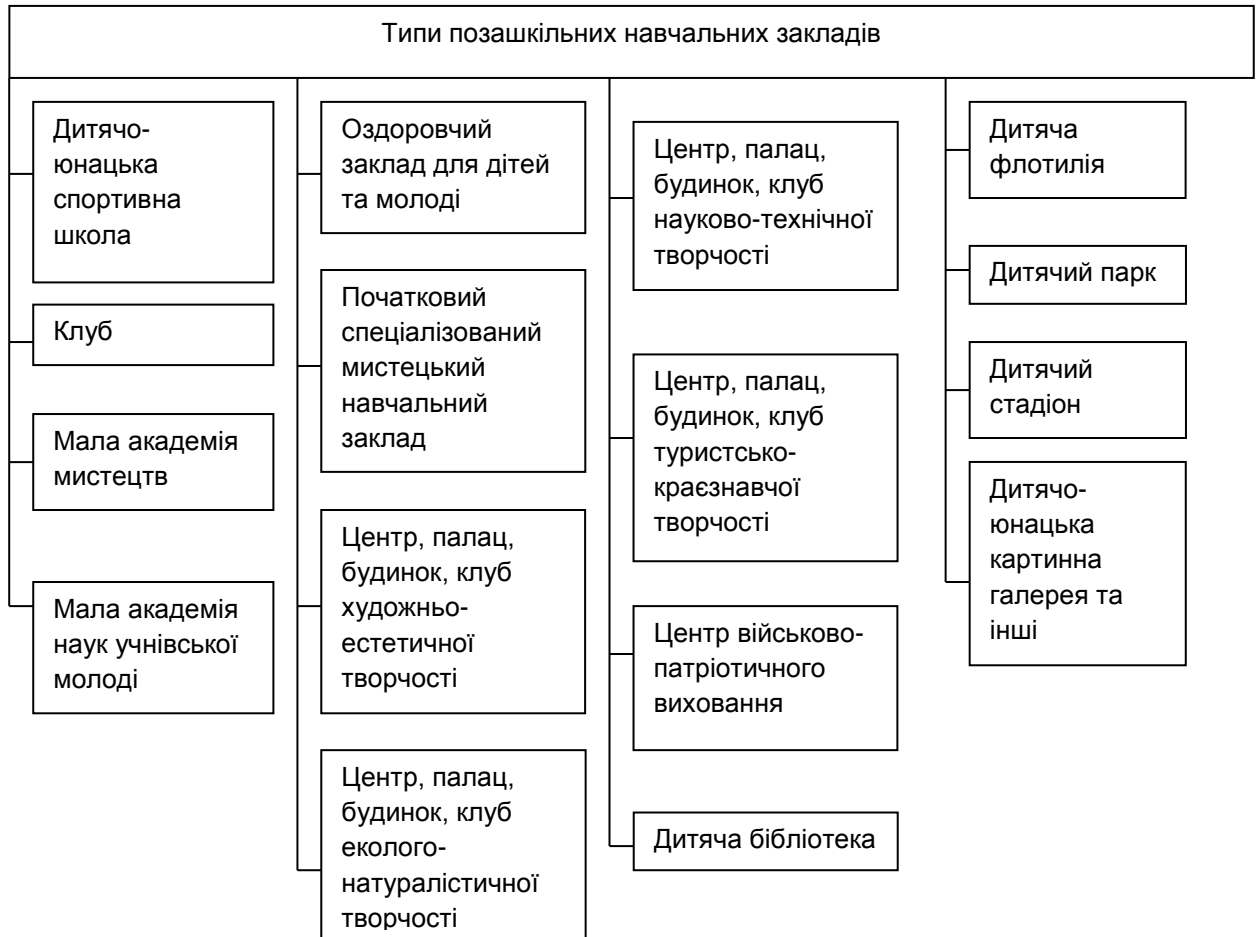 Типи позашкільних навчальних закладів
Дитячо-
юнацька
спортивна
школа
Клуб
Мала академія
мистецтв
Мала академія
наук учнівської
молоді
Оздоровчий
заклад для дітей
та молоді
Початковий
спеціалізований
мистецький
навчальний
заклад
Центр, палац,
будинок, клуб
художньо-
естетичної
творчості
Центр, палац,
будинок, клуб
еколого-
натуралістичної
творчості
Центр, палац,
будинок, клуб
науково-технічної
творчості
Центр, палац,
будинок, клуб
туристсько-
краєзнавчої
творчості
Центр військово-
патріотичного
виховання
Дитяча бібліотека
Дитяча
флотилія
Дитячий парк
Дитячий
стадіон
Дитячо-
юнацька
картинна
галерея та
інші